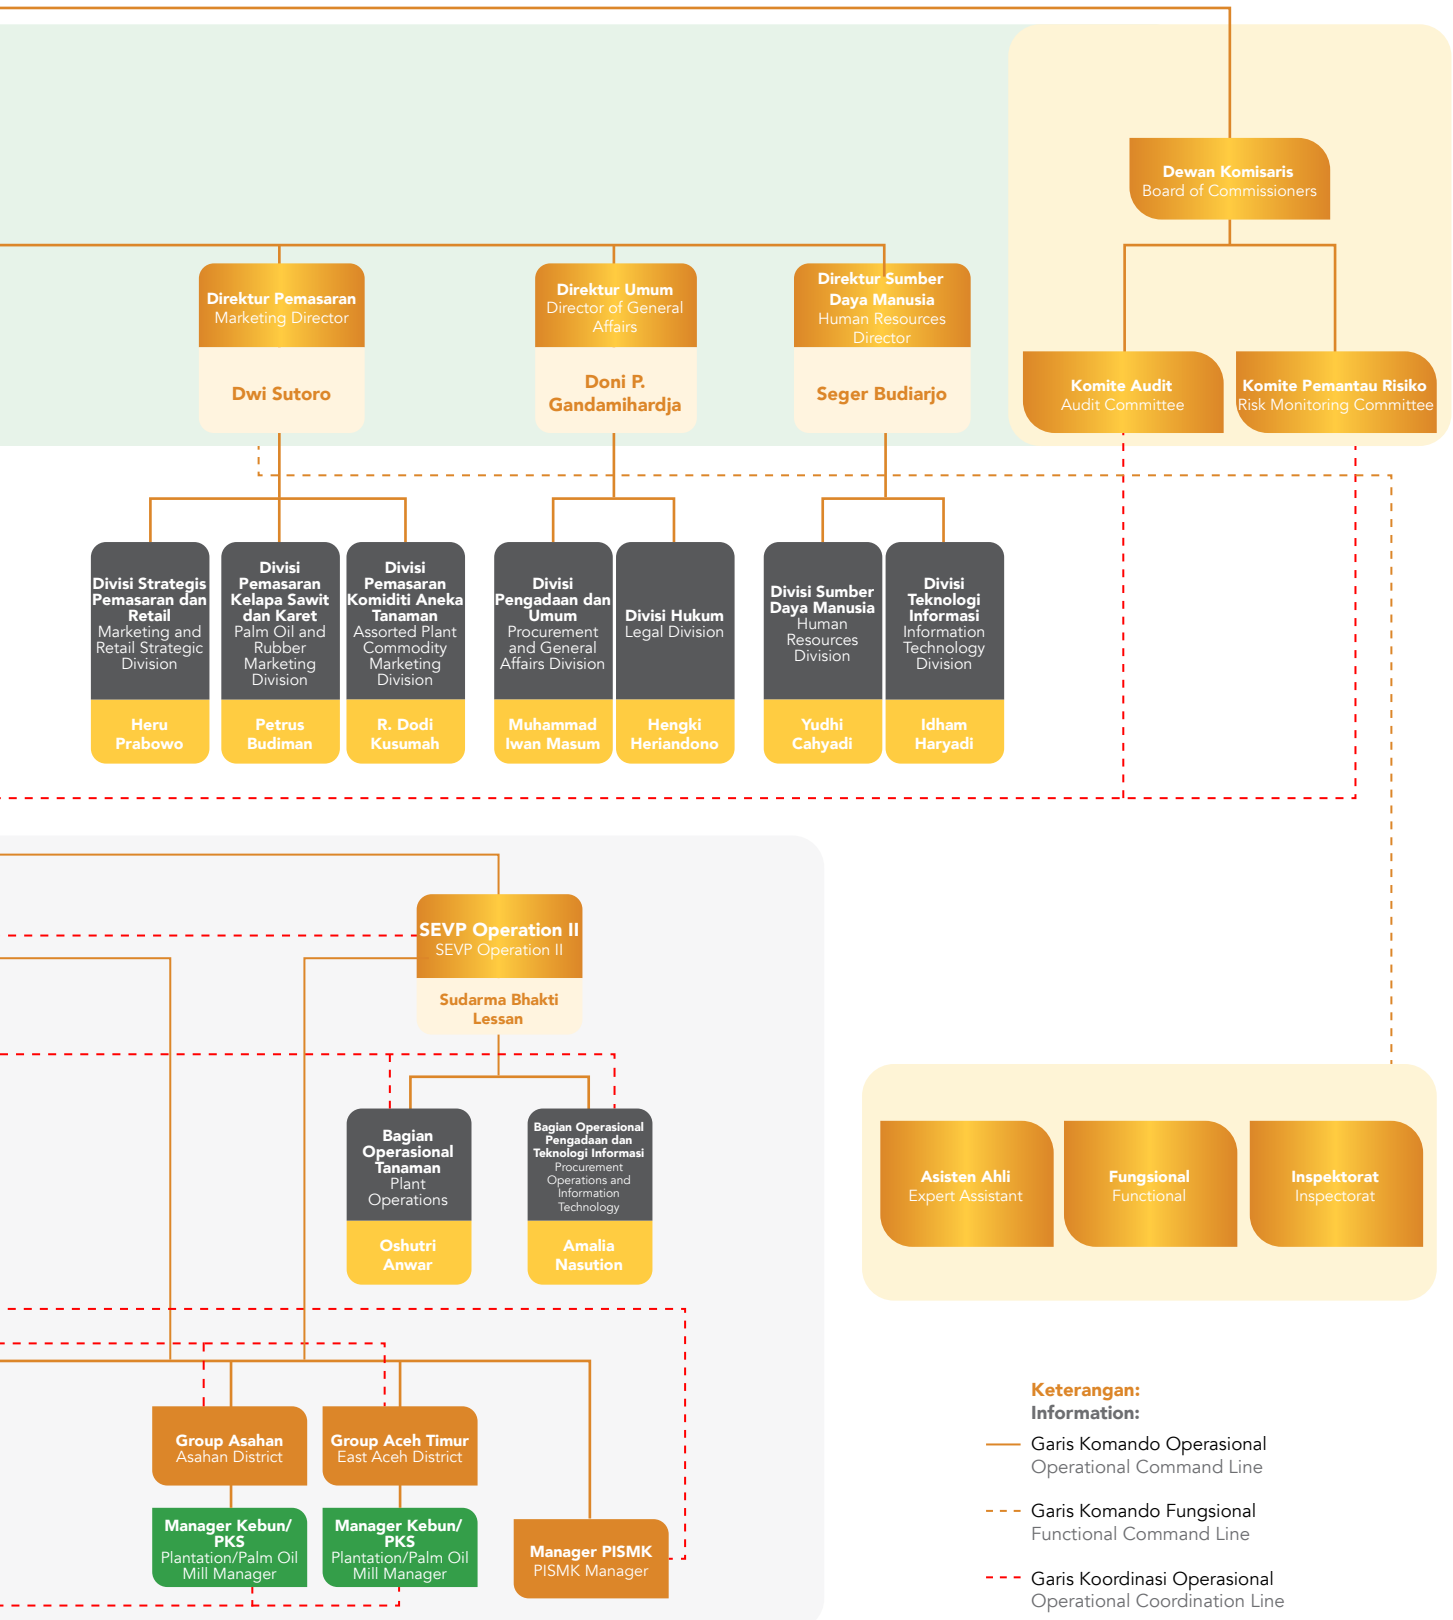 Dewan Komisaris
Board of Commissioners
Direktur Pemasaran
Marketing Director
Dwi Sutoro
Direktur Umum
Director of General
Affairs
Doni P.
Gandamihardja
Direktur Sumber
Daya Manusia
Human Resources
Director
Seger Budiarjo
Komite Audit
Audit Committee
Komite Pemantau Risiko
Risk Monitoring Committee
Divisi Strategis
Pemasaran dan
Retail
Marketing and
Retail Strategic
Division
Heru
Prabowo
Divisi
Pemasaran
Kelapa Sawit
dan Karet
Palm Oil and
Rubber
Marketing
Division
Petrus
Budiman
Divisi
Pemasaran
Komiditi Aneka
Tanaman
Assorted Plant
Commodity
Marketing
Division
R. Dodi
Kusumah
Divisi
Pengadaan dan
Umum
Procurement
and General
Affairs Division
Muhammad
Iwan Masum
Divisi Hukum
Legal Division
Hengki
Heriandono
Divisi Sumber
Daya Manusia
Human
Resources
Division
Yudhi
Cahyadi
Divisi
Teknologi
Informasi
Information
Technology
Division
Idham
Haryadi
SEVP Operation II
SEVP Operation II
Sudarma Bhakti
Lessan
Bagian
Operasional
Tanaman
Plant
Operations
Oshutri
Anwar
Bagian Operasional
Pengadaan dan
Teknologi Informasi
Procurement
Operations and
Information
Technology
Amalia
Nasution
Asisten Ahli
Expert Assistant
Fungsional
Functional
Inspektorat
Inspectorat
Group Asahan
Asahan District
Group Aceh Timur
East Aceh District
Manager Kebun/
PKS
Plantation/Palm Oil
Mill Manager
Manager Kebun/
PKS
Plantation/Palm Oil
Mill Manager
Manager PISMK
PISMK Manager
Keterangan:
Information:
Garis Komando Operasional
Operational Command Line
Garis Komando Fungsional
Functional Command Line
Garis Koordinasi Operasional
Operational Coordination Line